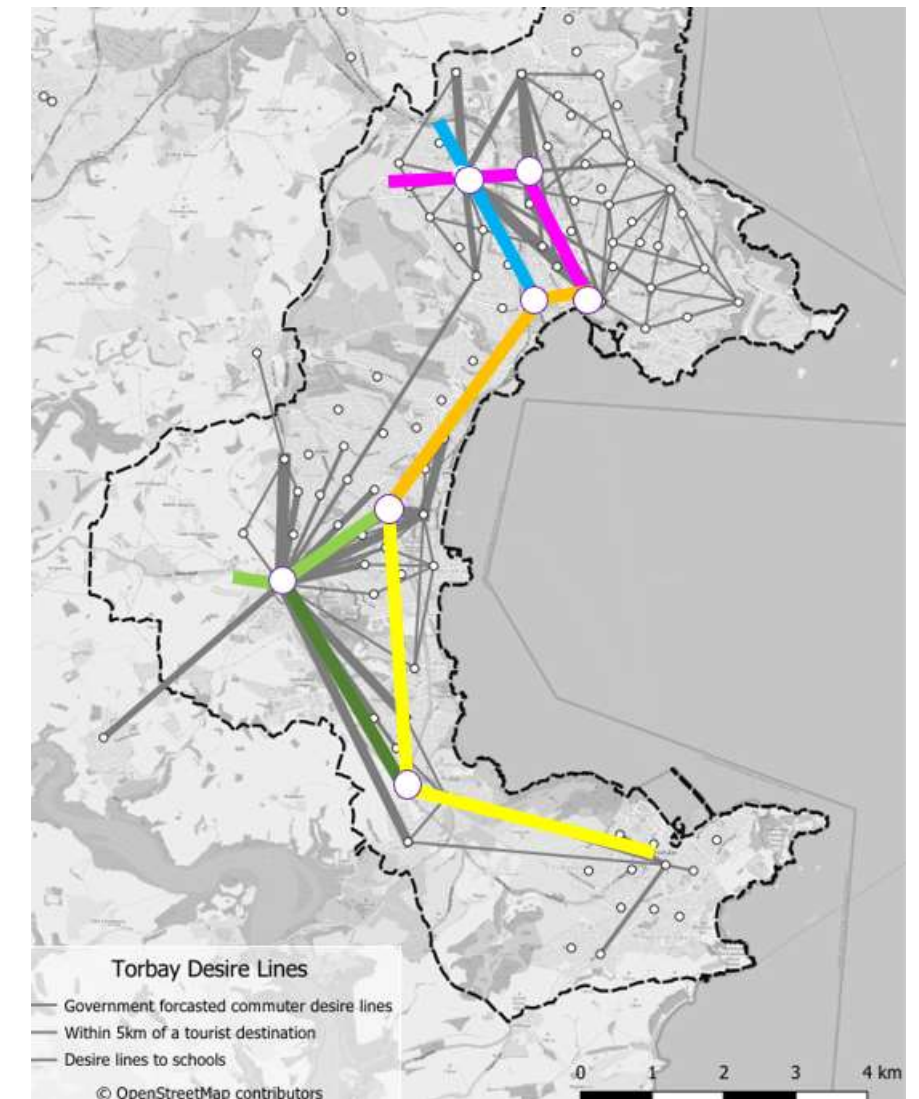 Torbay Desire Lines
Government forcasted commuter desire lines
Within 5km of a tourist destination
Desire lines to schools
© OpenStreetMap contributors
0 1 2 3 4 km